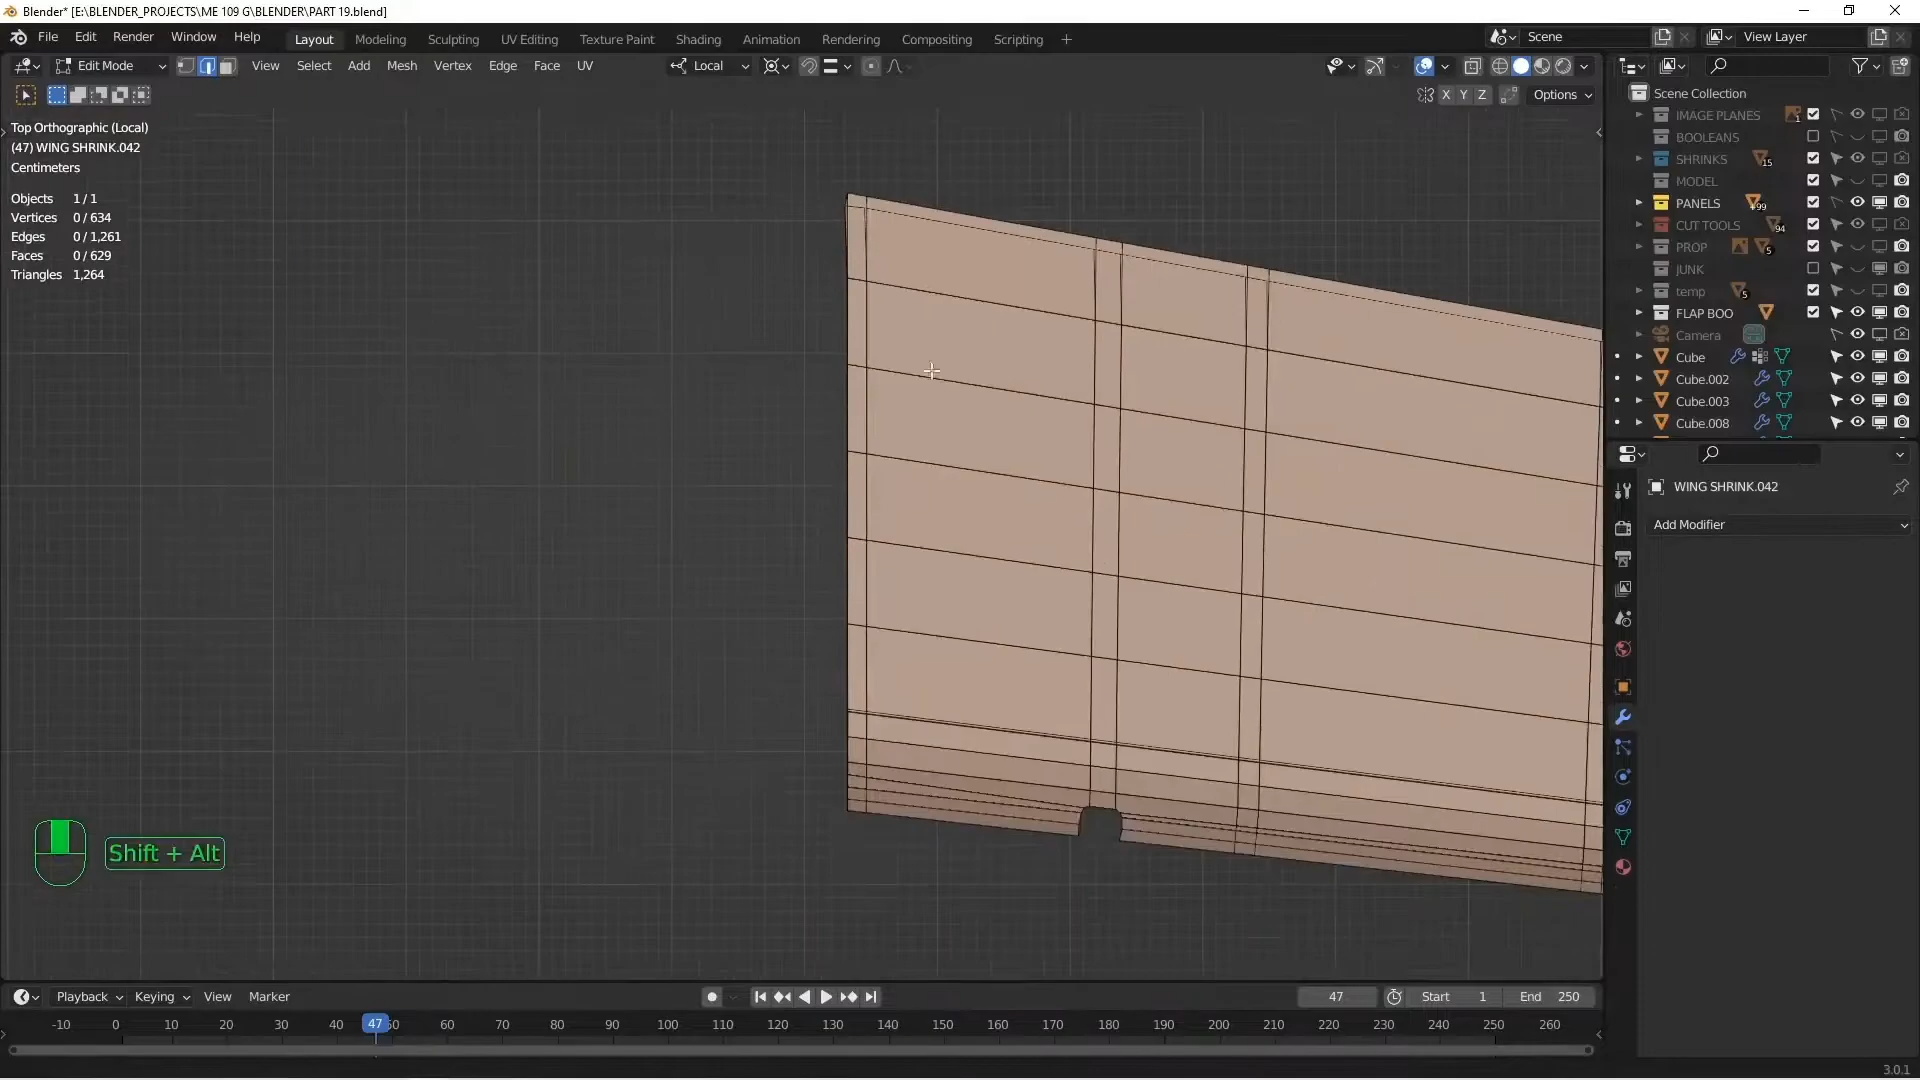 Blender* [E:\BLENDER_PROJECTS\ME 109 G\BLENDER\PART 19.blend]
File Edit Render Window Help Layout Modeling Sculpting UV Editing Texture Paint Shading Animation Rendering Compositing Scripting + Scene View Layer
Edit Mode View Select Add Mesh Vertex Edge Face UV Local
X Y Z Options
Top Orthographic (Local)
(47) WING SHRINK.042
Centimeters
Objects 1 / 1
Vertices 0 / 634
Edges 0 / 1,261
Faces 0 / 629
Triangles 1,264
Scene Collection
IMAGE PLANES 1
BOOLEANS
SHRINKS 15
MODEL
PANELS +99
CUT TOOLS 94
PROP 5
JUNK
temp 5
FLAP BOO
Camera
Cube
Cube.002
Cube.003
Cube.008
WING SHRINK.042
Add Modifier
Shift + Alt
Playback Keying View Marker 47 Start 1 End 250
-10 0 10 20 30 40 47 50 60 70 80 90 100 110 120 130 140 150 160 170 180 190 200 210 220 230 240 250 260
3.0.1